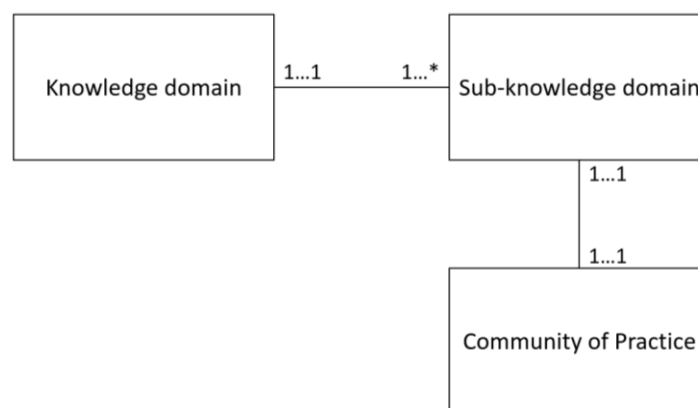 Knowledge domain
1...1
1...*
Sub-knowledge domain
1...1
1...1
Community of Practice